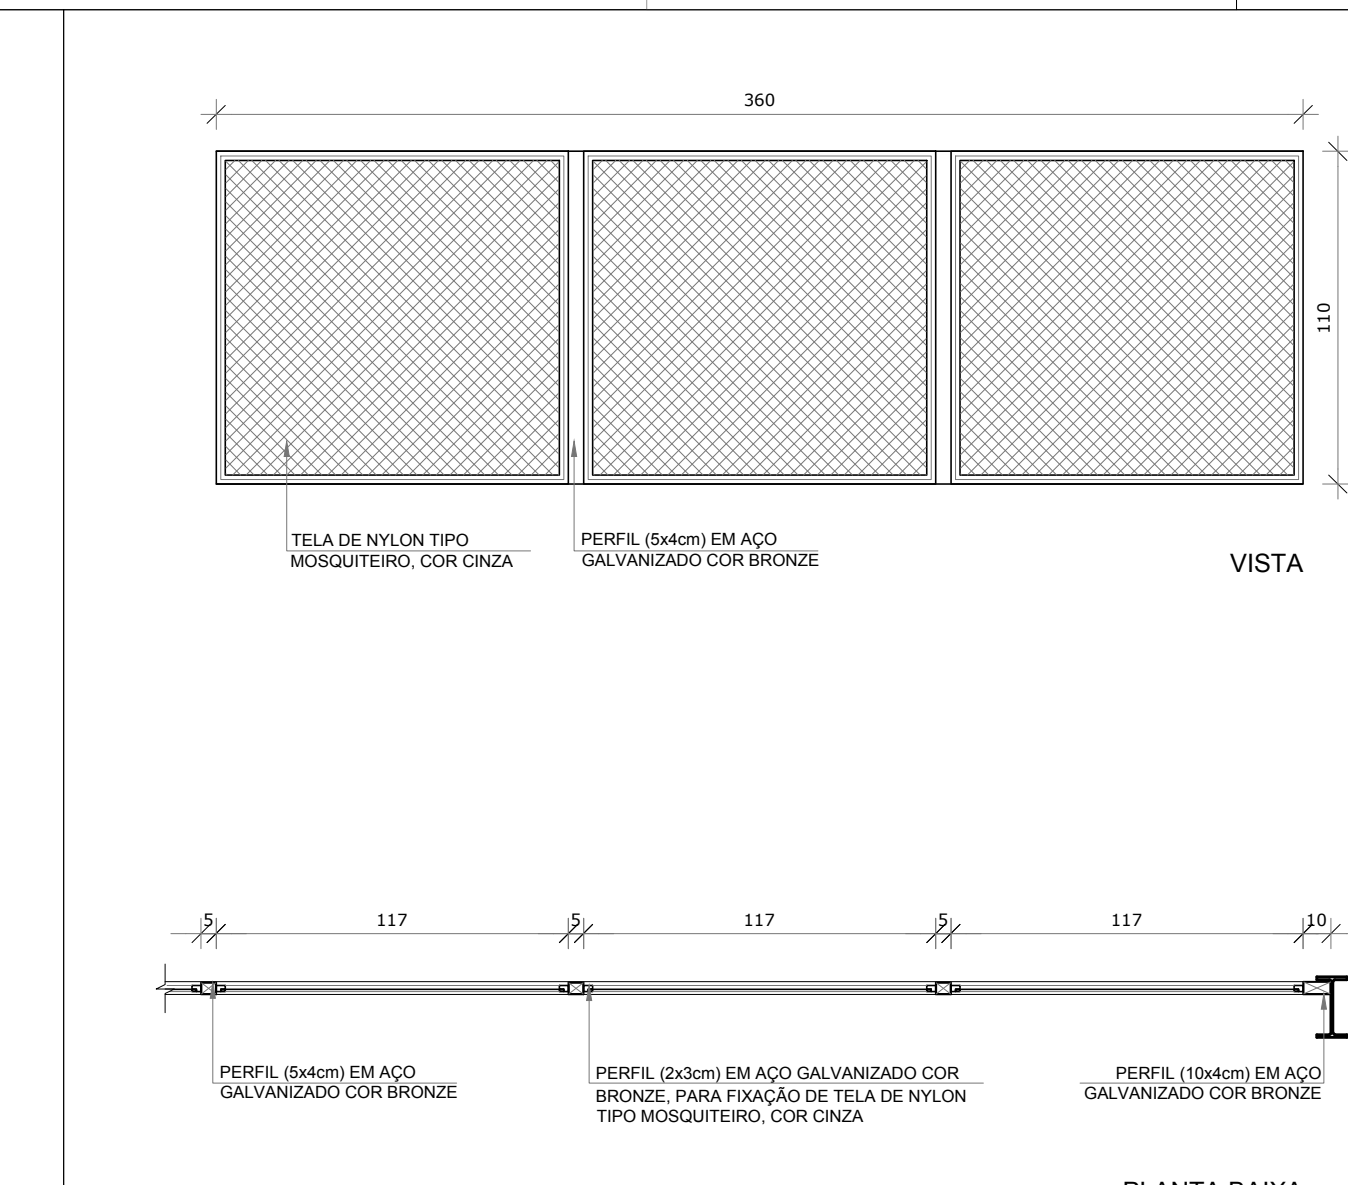 360
110
TELA DE NYLON TIPO
MOSQUITEIRO, COR CINZA
PERFIL (5x4cm) EM AÇO
GALVANIZADO COR BRONZE
VISTA
5 117 5 117 5 117 10
PERFIL (5x4cm) EM AÇO
GALVANIZADO COR BRONZE
PERFIL (2x3cm) EM AÇO GALVANIZADO COR
BRONZE, PARA FIXAÇÃO DE TELA DE NYLON
TIPO MOSQUITEIRO, COR CINZA
PERFIL (10x4cm) EM AÇO
GALVANIZADO COR BRONZE
PLANTA BAIXA